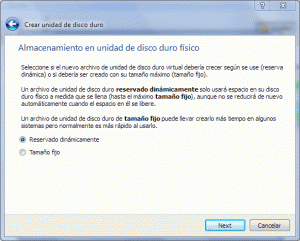 Crear unidad de disco duro
Almacenamiento en unidad de disco duro físico
Seleccione si el nuevo archivo de unidad de disco duro virtual debería crecer según se use (reserva
dinámica) o si debería ser creado con su tamaño máximo (tamaño fijo).
Un archivo de unidad de disco duro reservado dinámicamente solo usará espacio en su disco
duro físico a medida que se llena (hasta el máximo tamaño fijo), aunque no se reducirá de nuevo
automáticamente cuando el espacio en él se libere.
Un archivo de unidad de disco duro de tamaño fijo puede llevar crearlo más tiempo en algunos
sistemas pero normalmente es más rápido al usarlo.
Reservado dinámicamente
Tamaño fijo
Next
Cancelar